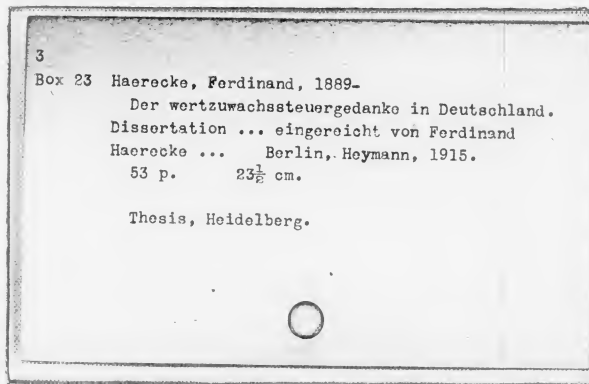 3
Box 23 Haerecke, Ferdinand, 1889-
Der wertzuwachssteuergedanke in Deutschland.
Dissertation ... eingereicht von Ferdinand
Haerecke ... Berlin, Heymann, 1915.
53 p. 23½ cm.
Thesis, Heidelberg.